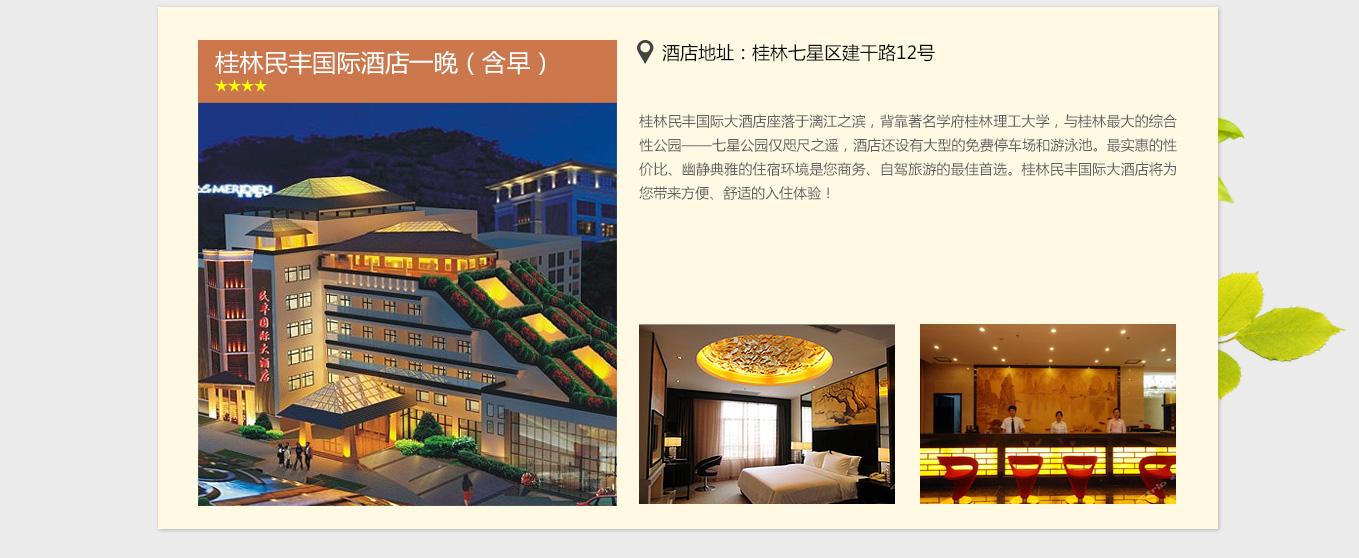 桂林民丰国际酒店一晚（含早）
★★★★
酒店地址：桂林七星区建干路12号
桂林民丰国际大酒店座落于漓江之滨，背靠著名学府桂林理工大学，与桂林最大的综合
性公园——七星公园仅咫尺之遥，酒店还设有大型的免费停车场和游泳池。最实惠的性
价比、幽静典雅的住宿环境是您商务、自驾旅游的最佳首选。桂林民丰国际大酒店将为
您带来方便、舒适的入住体验！
MERIDIEN
民丰国际大酒店